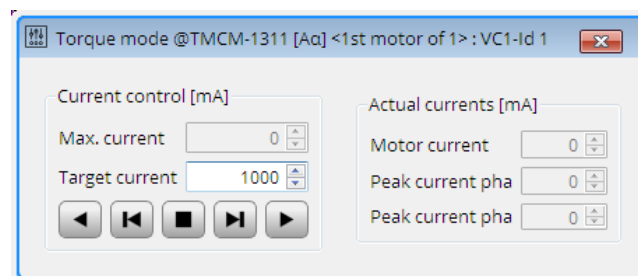 Torque mode @TMCM-1311 [Aα] <1st motor of 1> : VC1-Id 1
Current control [mA]
Max. current 0
Target current 1000
Actual currents [mA]
Motor current 0
Peak current pha 0
Peak current pha 0